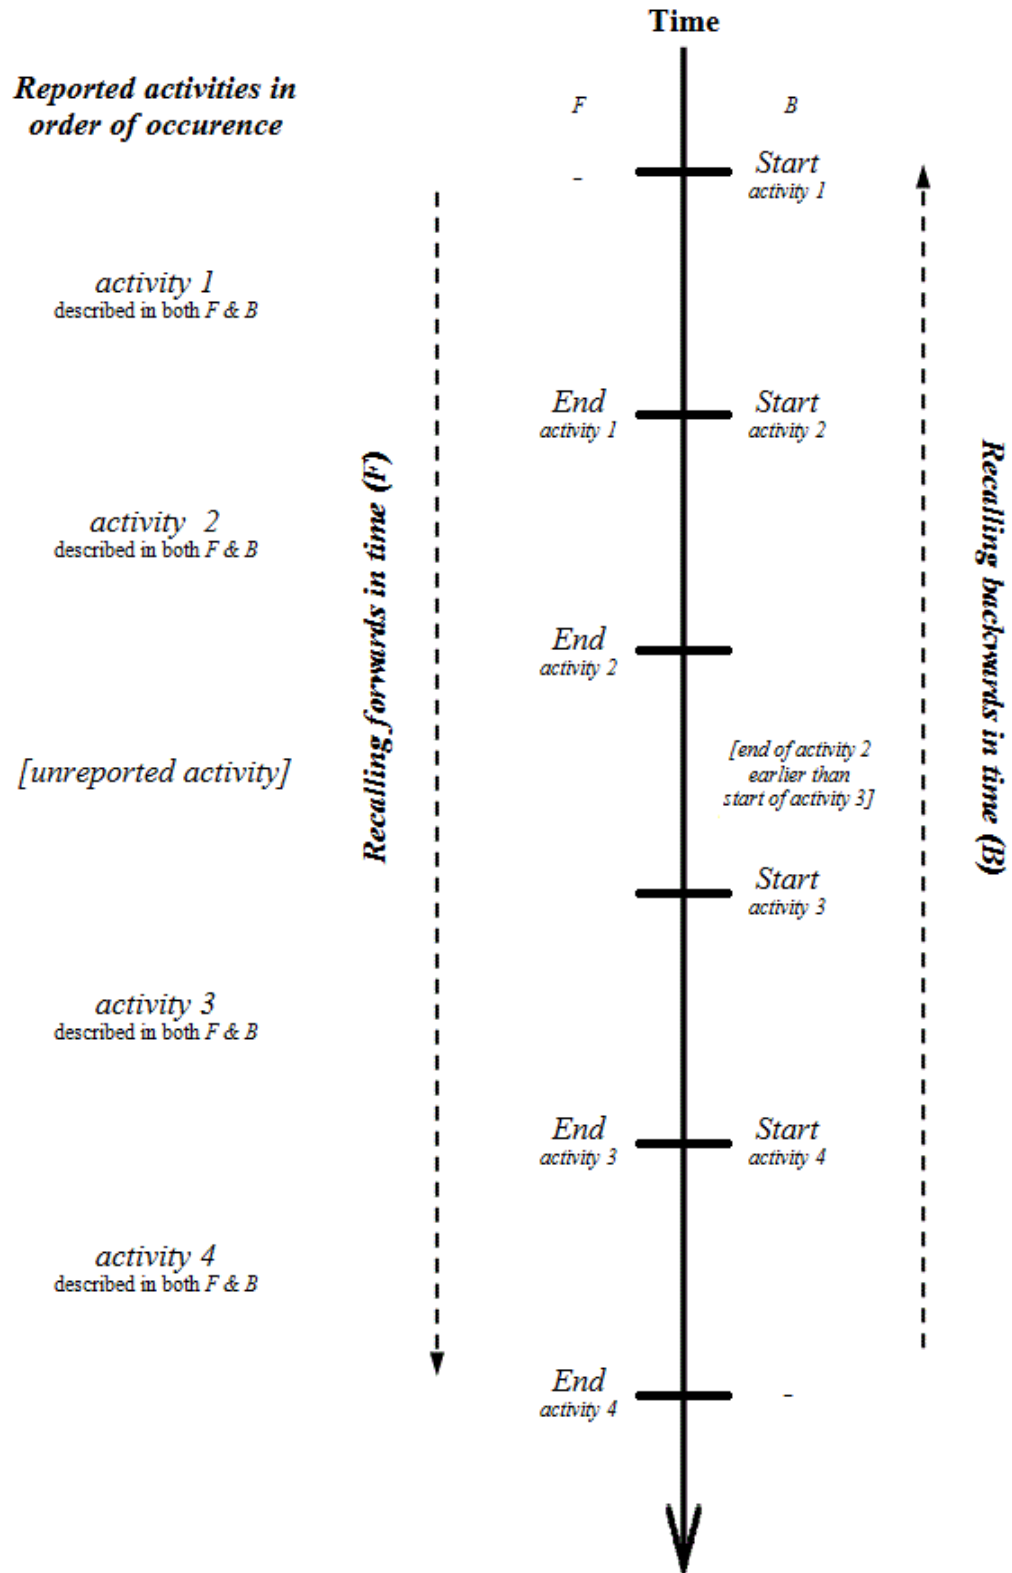 Time
Reported activities in
order of occurence
F
B
-
Start
activity 1
activity 1
described in both F & B
End
activity 1
Start
activity 2
Recalling forwards in time (F)
Recalling backwards in time (B)
activity 2
described in both F & B
End
activity 2
[unreported activity]
[end of activity 2
earlier than
start of activity 3]
Start
activity 3
activity 3
described in both F & B
End
activity 3
Start
activity 4
activity 4
described in both F & B
End
activity 4
-